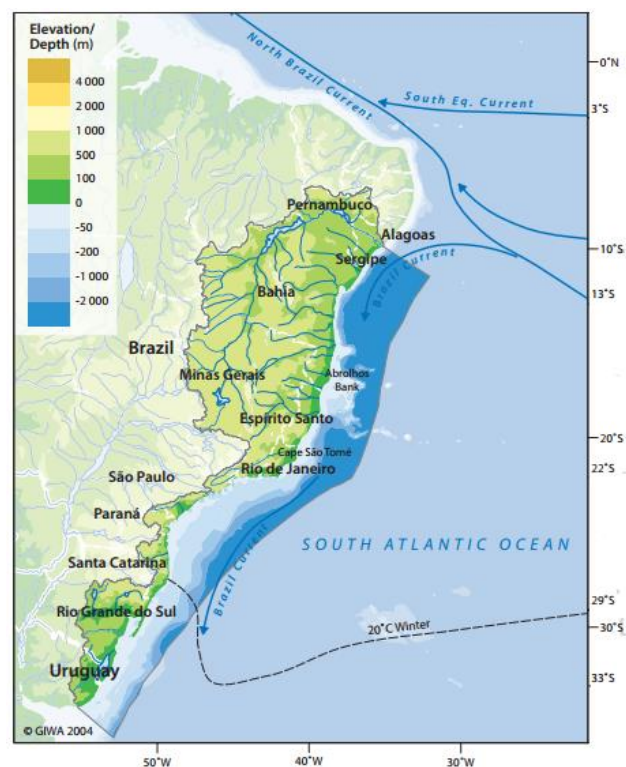 Elevation/
Depth (m)
4 000
2 000
1 000
500
100
0
-50
-200
-1 000
-2 000
North Brazil Current
South Eq. Current
0°N
3°S
Pernambuco
Alagoas
Sergipe
Brazil Current
10°S
13°S
Bahia
Brazil
Minas Gerais
Abrolhos
Bank
Espírito Santo
Cape São Tomé
Rio de Janeiro
20°S
22°S
São Paulo
Paraná
SOUTH ATLANTIC OCEAN
Santa Catarina
Brazil Current
Rio Grande do Sul
20°C Winter
29°S
30°S
Uruguay
33°S
© GIWA 2004
50°W
40°W
30°W